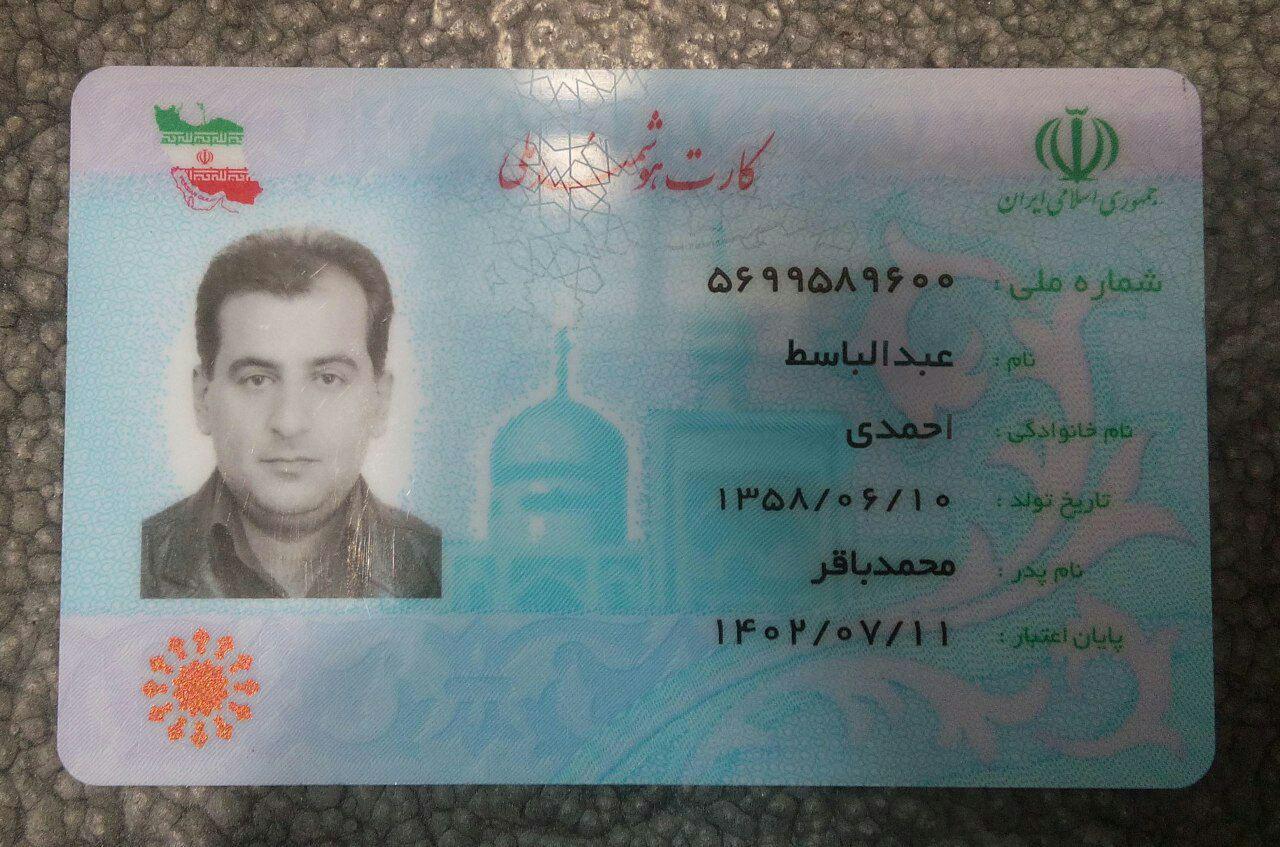 کارت هوشمند ملی
جمهوری اسلامی ایران
شماره ملی : ۵۶۹۹۵۸۹۶۰۰
نام : عبدالباسط
نام خانوادگی : احمدی
تاریخ تولد : ۱۳۵۸/۰۶/۱۰
نام پدر : محمدباقر
پایان اعتبار : ۱۴۰۲/۰۷/۱۱